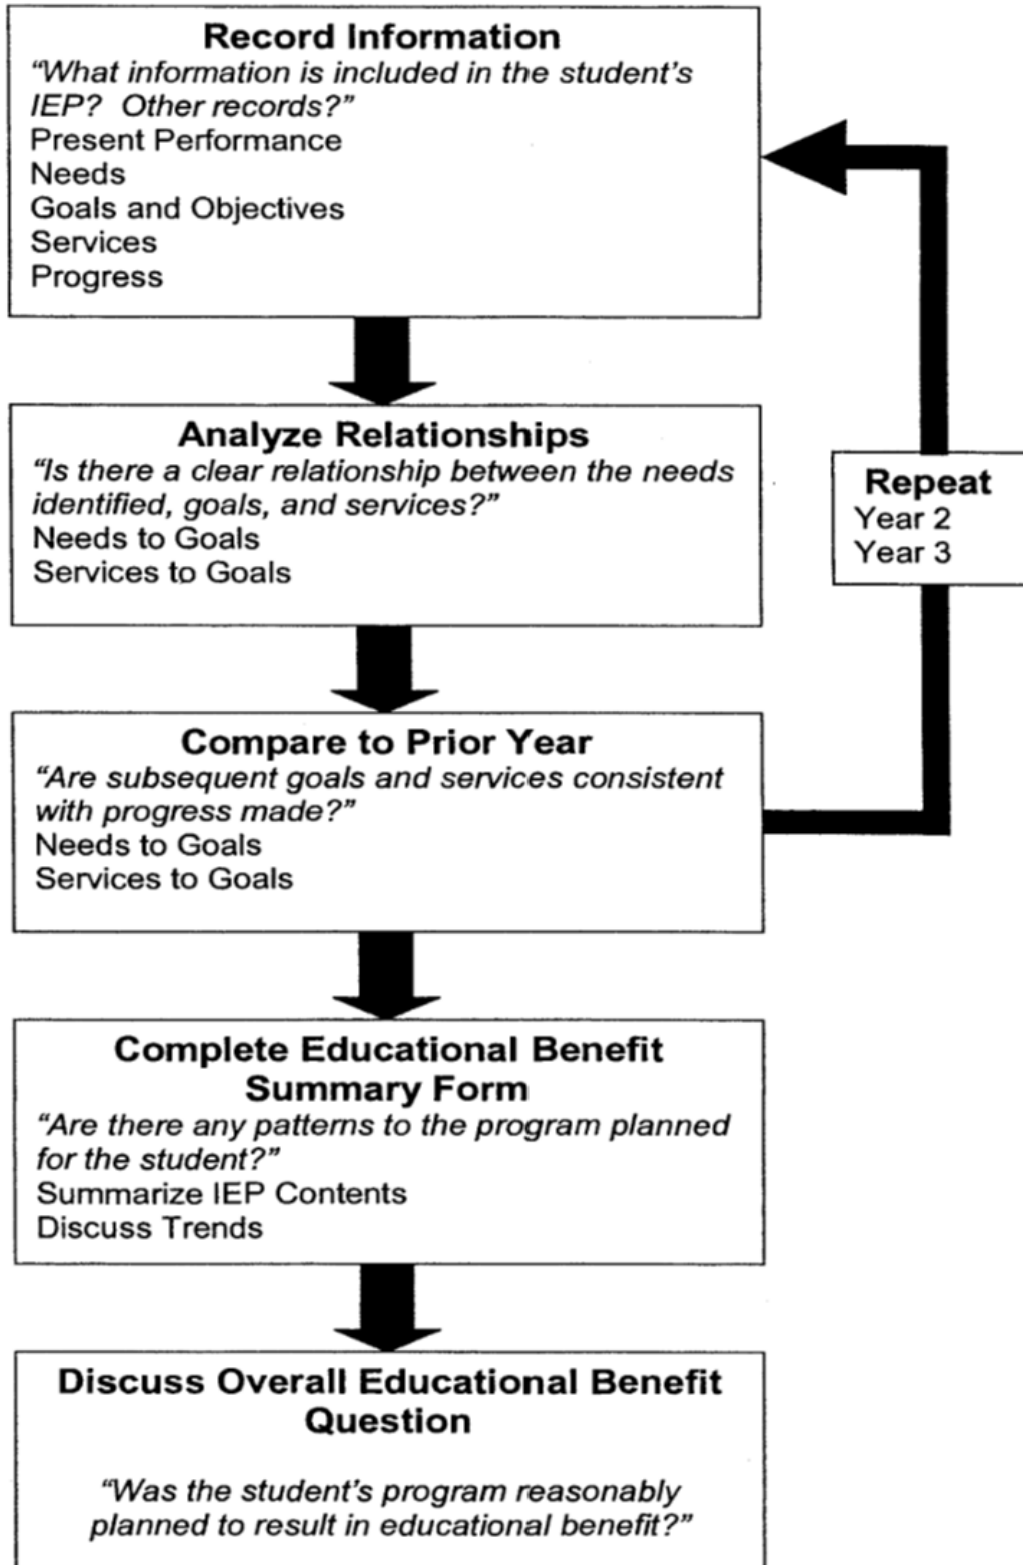 Record Information
“What information is included in the student’s
IEP? Other records?”
Present Performance
Needs
Goals and Objectives
Services
Progress
Analyze Relationships
“Is there a clear relationship between the needs
identified, goals, and services?”
Needs to Goals
Services to Goals
Repeat
Year 2
Year 3
Compare to Prior Year
“Are subsequent goals and services consistent
with progress made?”
Needs to Goals
Services to Goals
Complete Educational Benefit
Summary Form
“Are there any patterns to the program planned
for the student?”
Summarize IEP Contents
Discuss Trends
Discuss Overall Educational Benefit
Question
“Was the student’s program reasonably
planned to result in educational benefit?”